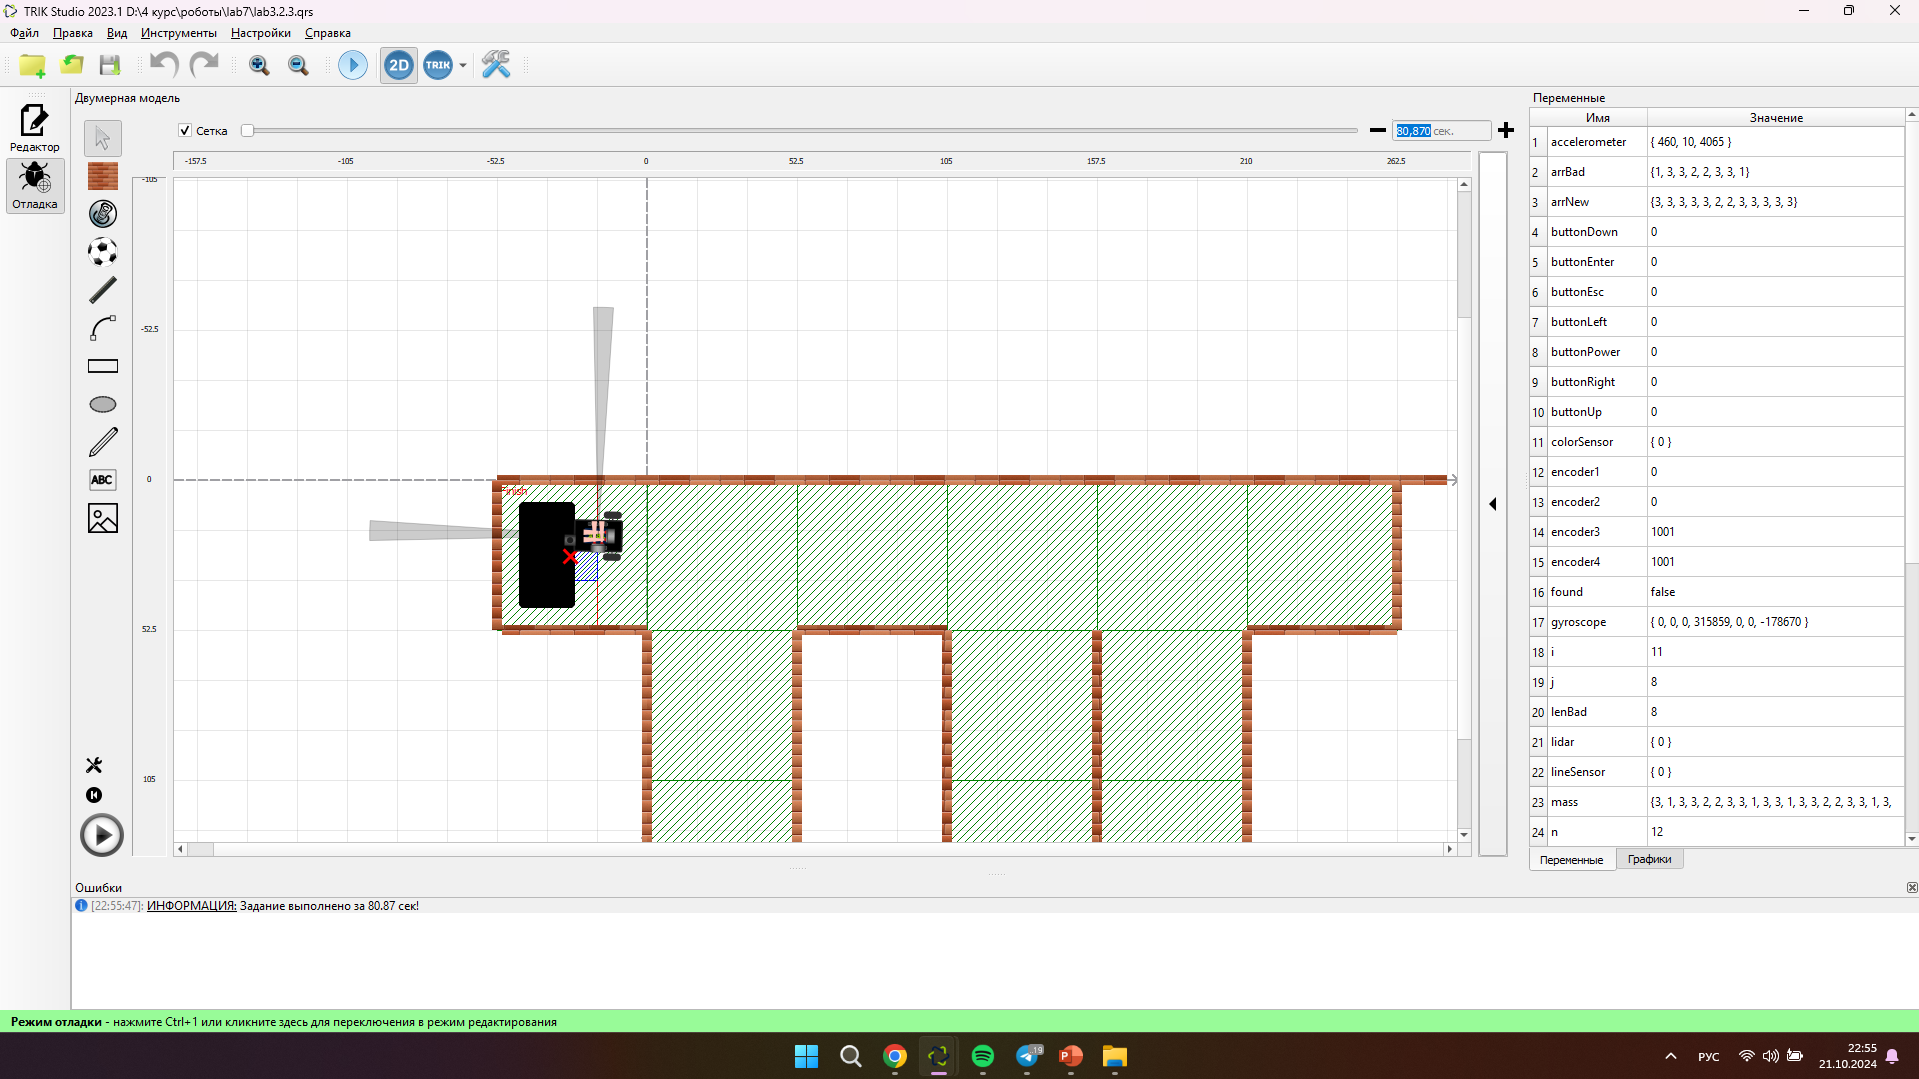 TRIK Studio 2023.1 D:\4 курс\роботы\lab7\lab3.2.3.qrs
Файл Правка Вид Инструменты Настройки Справка
2D TRIK
Редактор
Отладка
Двумерная модель
Сетка
80,870 сек.
-157.5 -105 -52.5 0 52.5 105 157.5 210 262.5
-105
-52.5
0
52.5
105
Finish
ABC
Переменные
Имя Значение
1 accelerometer { 460, 10, 4065 }
2 arrBad {1, 3, 3, 2, 2, 3, 3, 1}
3 arrNew {3, 3, 3, 3, 3, 2, 2, 3, 3, 3, 3, 3}
4 buttonDown 0
5 buttonEnter 0
6 buttonEsc 0
7 buttonLeft 0
8 buttonPower 0
9 buttonRight 0
10 buttonUp 0
11 colorSensor { 0 }
12 encoder1 0
13 encoder2 0
14 encoder3 1001
15 encoder4 1001
16 found false
17 gyroscope { 0, 0, 0, 315859, 0, 0, -178670 }
18 i 11
19 j 8
20 lenBad 8
21 lidar { 0 }
22 lineSensor { 0 }
23 mass {3, 1, 3, 3, 2, 2, 3, 3, 1, 3, 3, 1, 3, 3, 2, 2, 3, 3, 1, 3,
24 n 12
Переменные Графики
Ошибки
[22:55:47]: ИНФОРМАЦИЯ: Задание выполнено за 80.87 сек!
Режим отладки - нажмите Ctrl+1 или кликните здесь для переключения в режим редактирования
19
РУС
22:55
21.10.2024